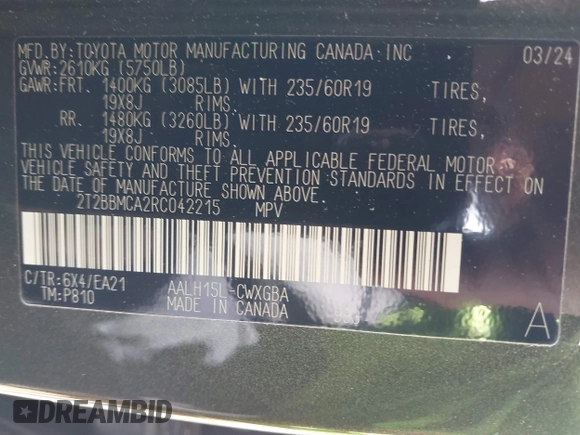 MFD.BY:TOYOTA MOTOR MANUFACTURING CANADA INC 03/24
GVWR:2610KG (5750LB)
GAWR:FRT. 1400KG (3085LB) WITH 235/60R19 TIRES,
19X8J RIMS.
RR. 1480KG (3260LB) WITH 235/60R19 TIRES,
19X8J RIMS.
THIS VEHICLE CONFORMS TO ALL APPLICABLE FEDERAL MOTOR
VEHICLE SAFETY AND THEFT PREVENTION STANDARDS IN EFFECT ON
THE DATE OF MANUFACTURE SHOWN ABOVE.
2T2BBMCA2RC042215 MPV
C/TR:6X4/EA21 AALH15L-CWXGBA
TM:P810 MADE IN CANADA
A
DREAMBID